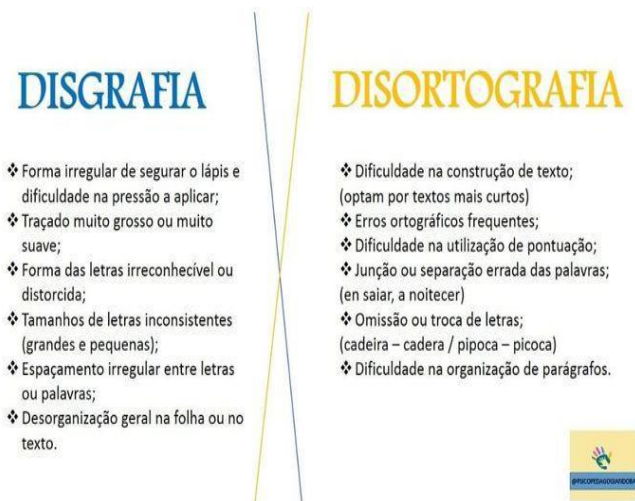 DISGRAFIA
❖ Forma irregular de segurar o lápis e
dificuldade na pressão a aplicar;
❖ Traçado muito grosso ou muito
suave;
❖ Forma das letras irreconhecível ou
distorcida;
❖ Tamanhos de letras inconsistentes
(grandes e pequenas);
❖ Espaçamento irregular entre letras
ou palavras;
❖ Desorganização geral na folha ou no
texto.
DISORTOGRAFIA
❖ Dificuldade na construção de texto;
(optam por textos mais curtos)
❖ Erros ortográficos frequentes;
❖ Dificuldade na utilização de pontuação;
❖ Junção ou separação errada das palavras;
(en saiar, a noitecer)
❖ Omissão ou troca de letras;
(cadeira – cadera / pipoca – picoca)
❖ Dificuldade na organização de parágrafos.